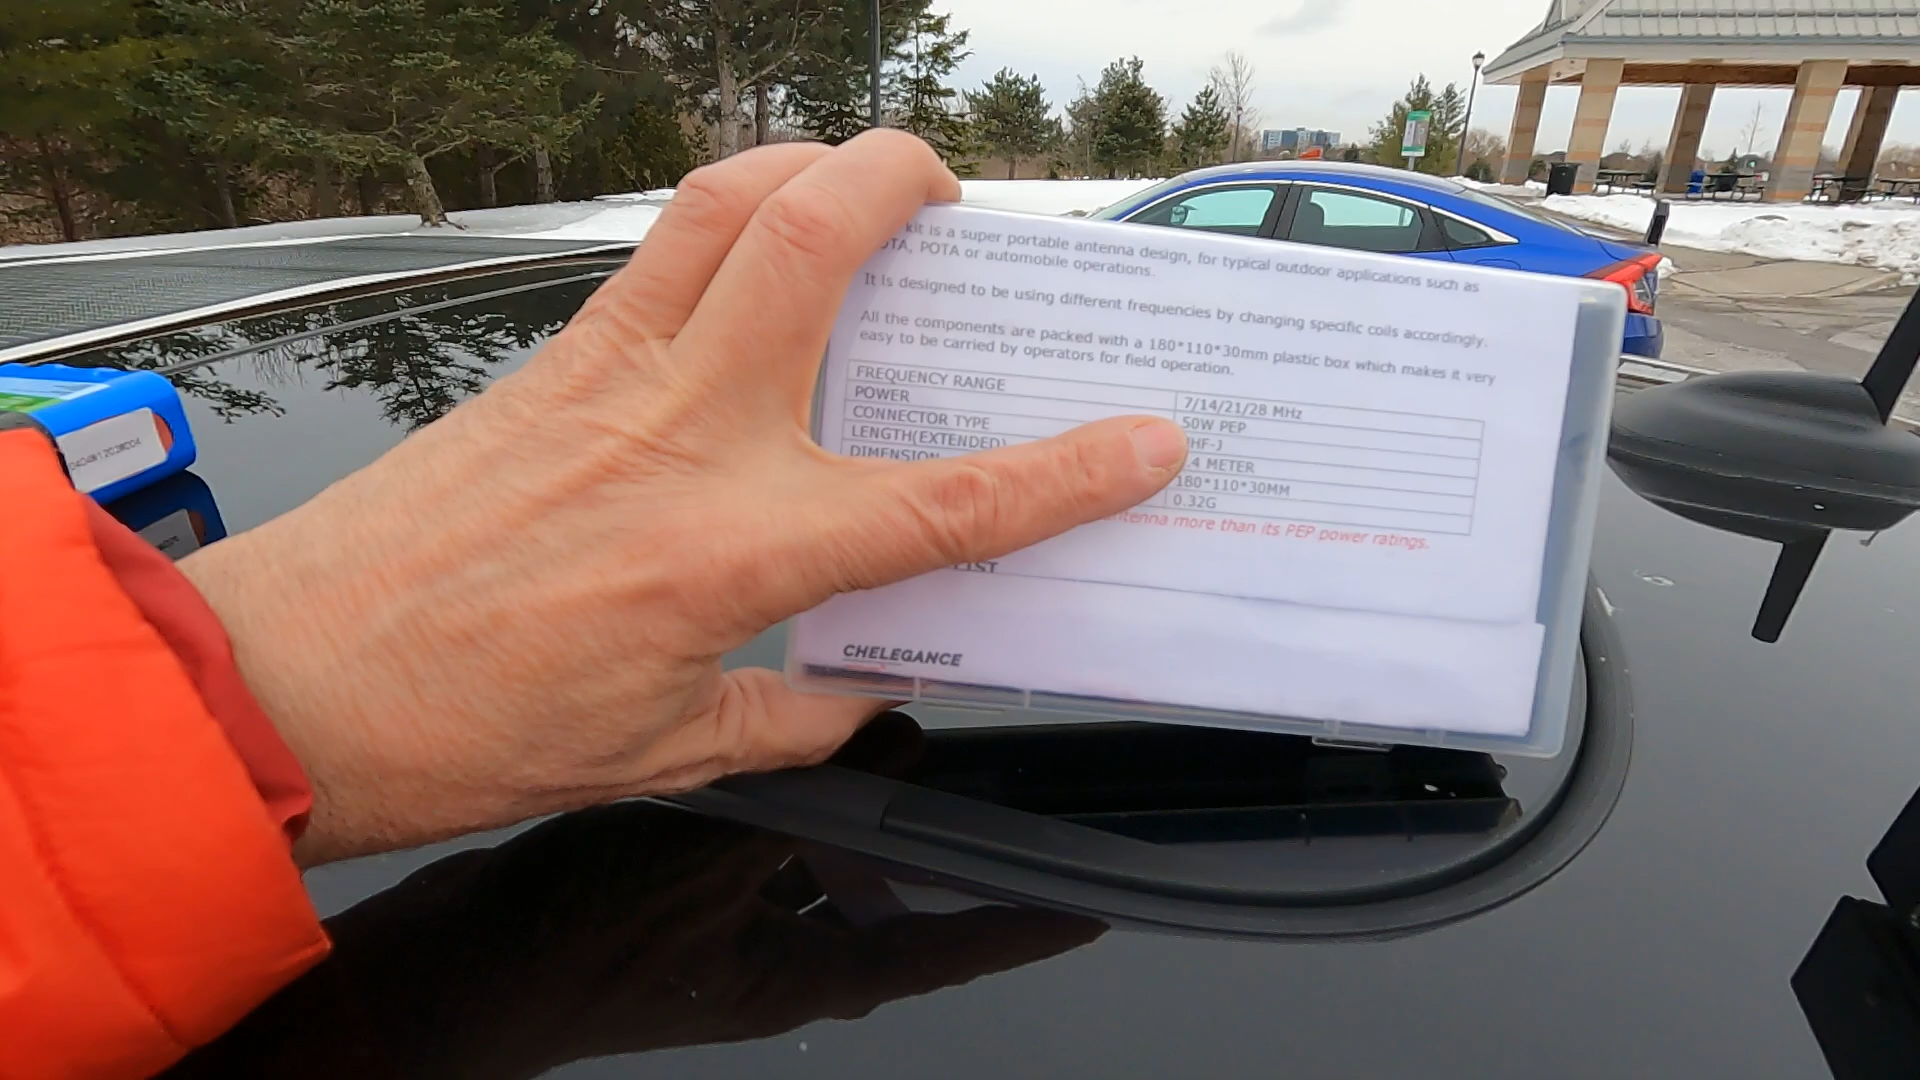 kit is a super portable antenna design, for typical outdoor applications such as
OTA, POTA or automobile operations.
It is designed to be using different frequencies by changing specific coils accordingly.
All the components are packed with a 180*110*30mm plastic box which makes it very
easy to be carried by operators for field operation.
FREQUENCY RANGE 7/14/21/28 MHz
POWER 50W PEP
CONNECTOR TYPE UHF-J
LENGTH(EXTENDED) .4 METER
DIMENSION 180*110*30MM
0.32G
antenna more than its PEP power ratings.
LIST
CHELEGANCE